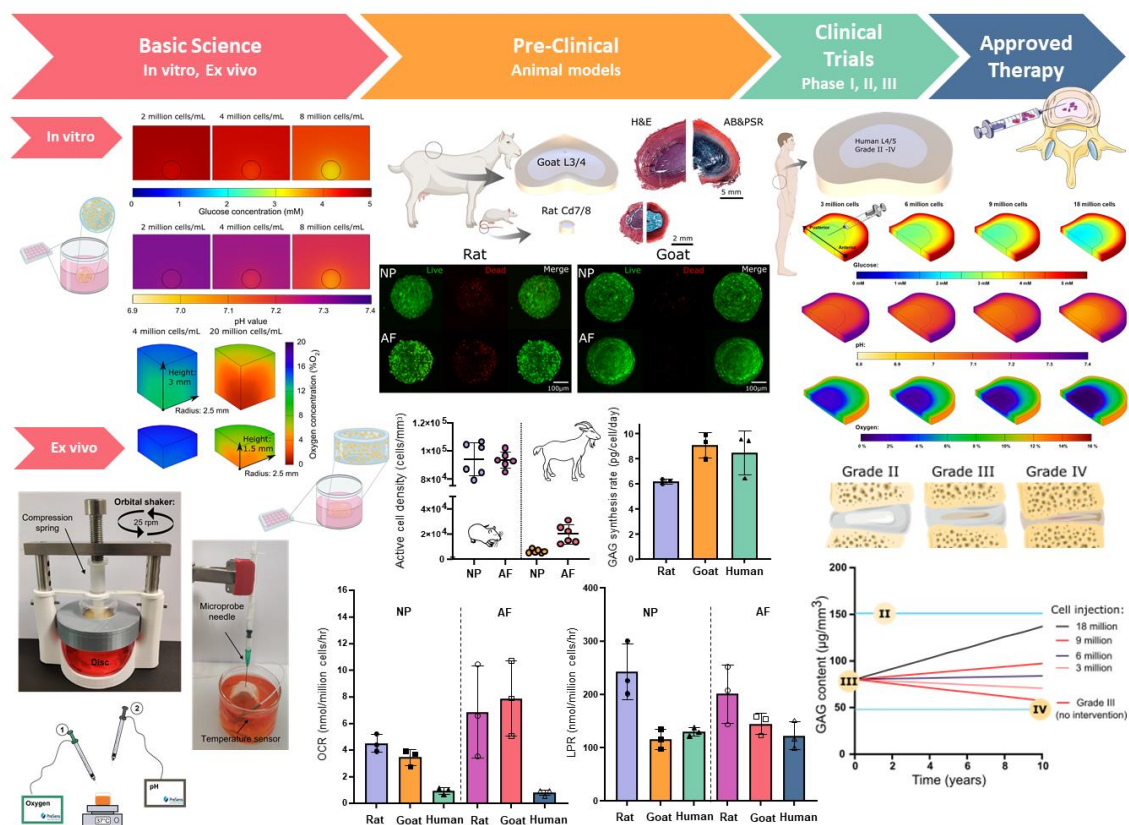 Basic Science
In vitro, Ex vivo
Pre-Clinical
Animal models
Clinical
Trials
Phase I, II, III
Approved
Therapy
In vitro
2 million cells/mL
4 million cells/mL
8 million cells/mL
0 1 2 3 4 5
Glucose concentration (mM)
2 million cells/mL
4 million cells/mL
8 million cells/mL
6.9 7.0 7.1 7.2 7.3 7.4
pH value
4 million cells/mL
20 million cells/mL
Height:
3 mm
Radius: 2.5 mm
20
16
12
8
4
0
Oxygen concentration (%O₂)
Ex vivo
Height:
1.5 mm
Radius: 2.5 mm
Orbital shaker:
25 rpm
Compression
spring
Disc
Microprobe
needle
Temperature sensor
1
2
Oxygen
PreSens
pH
PreSens
Goat L3/4
Rat Cd7/8
H&E
AB&PSR
5 mm
2 mm
Rat
Goat
NP
Live
Dead
Merge
AF
100µm
NP
Live
Dead
Merge
AF
100µm
Active cell density (cells/mm³)
1.2×10⁵
1×10⁵
8×10⁴
4×10⁴
2×10⁴
0
NP AF NP AF
GAG synthesis rate (pg/cell/day)
10
8
6
4
2
0
Rat Goat Human
OCR (nmol/million cells/hr)
16
14
12
10
8
6
4
2
0
NP
AF
Rat Goat Human Rat Goat Human
LPR (nmol/million cells/hr)
400
300
200
100
0
NP
AF
Rat Goat Human Rat Goat Human
Human L4/5
Grade II -IV
3 million cells
6 million cells
9 million cells
18 million cells
Posterior
Anterior
Glucose:
0 mM 1 mM 2 mM 3 mM 4 mM 5 mM
pH:
6.9 7 7.1 7.2 7.3 7.4
Oxygen:
0 % 2 % 4 % 6 % 8 % 10 % 12 % 14 % 16 %
Grade II
Grade III
Grade IV
GAG content (µg/mm³)
200
150
100
50
0
II
III
IV
Cell injection:
18 million
9 million
6 million
3 million
Grade III
(no intervention)
0 2 4 6 8 10
Time (years)